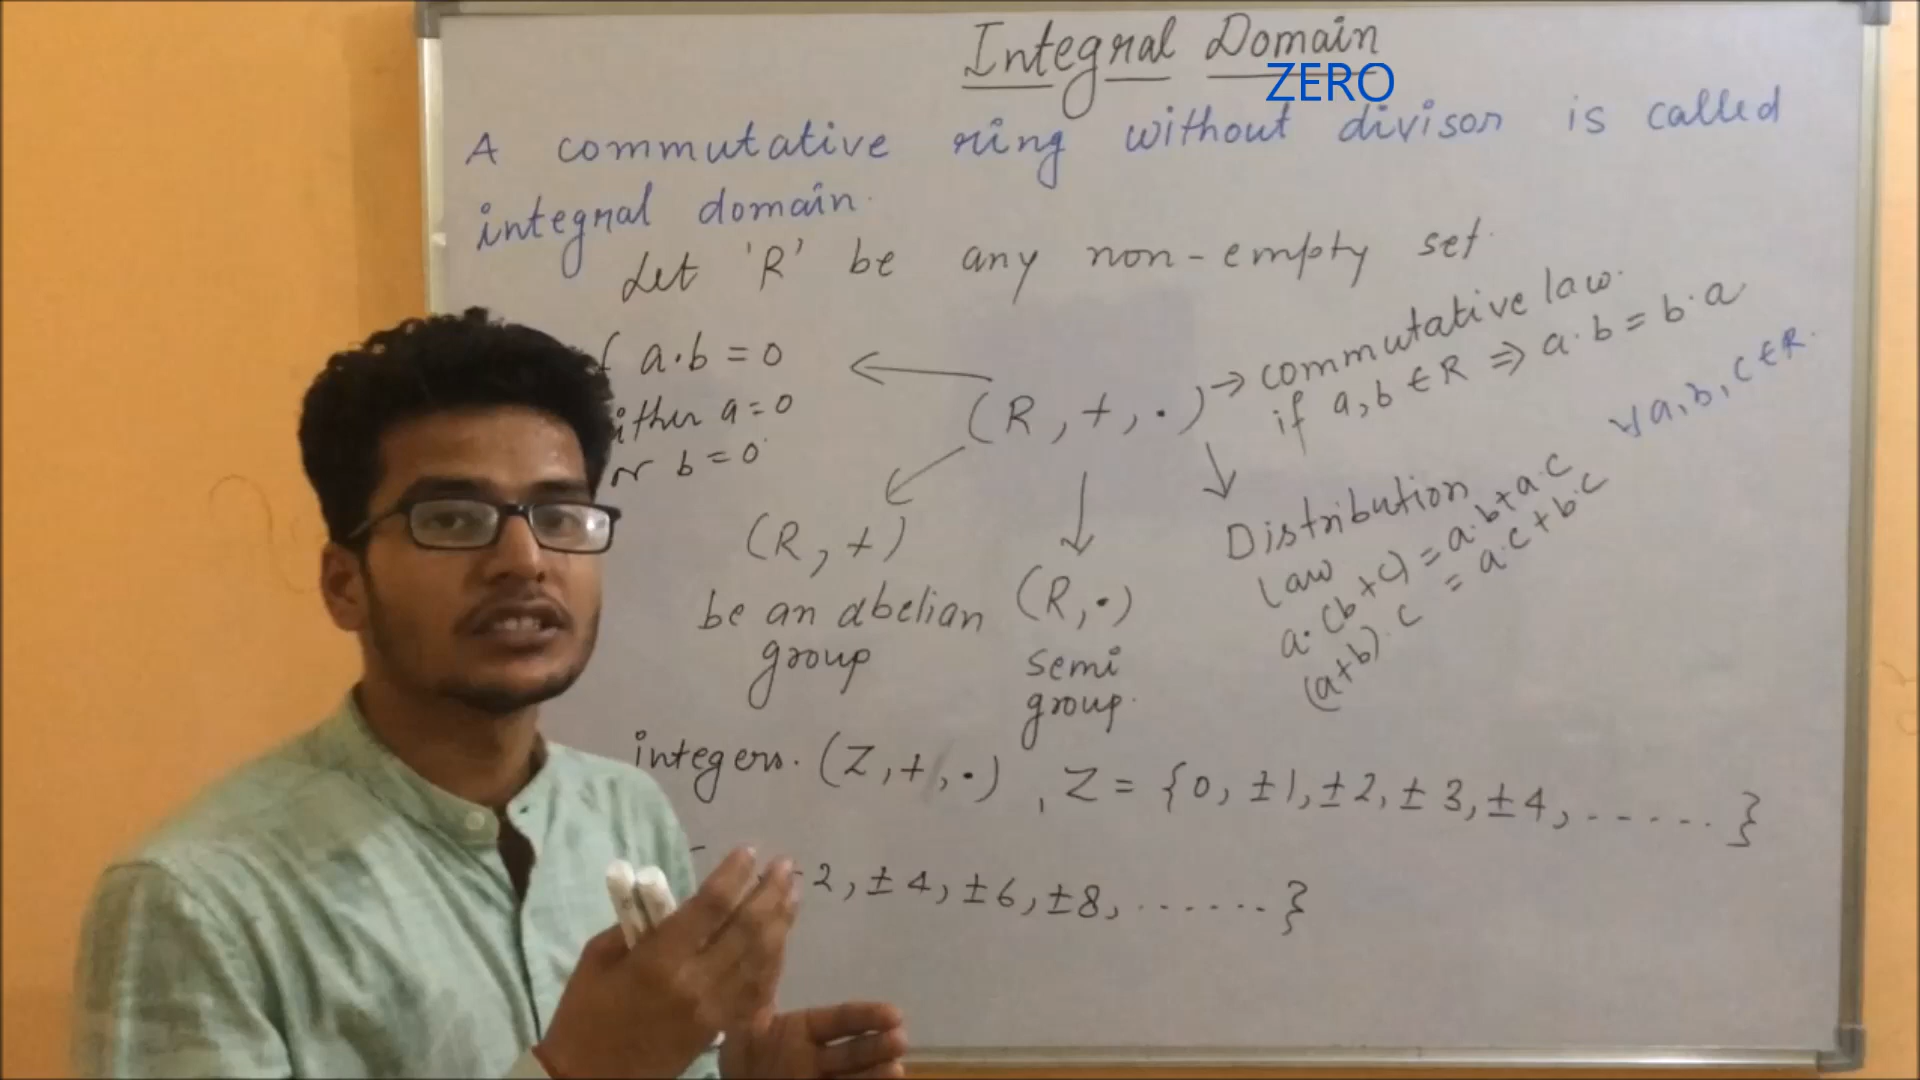 Integral Domain
ZERO
A commutative ring without divisor is called
integral domain.
Let 'R' be any non-empty set.
a.b = 0
a = 0
or b = 0
(R, +, .)
commutative law.
if a, b ∈ R ⇒ a.b = b.a
(R, +)
be an abelian
group
(R, .)
semi
group.
Distribution
law
a.(b+c) = a.b + a.c
(a+b).c = a.c + b.c
∀ a, b, c ∈ R.
integers. (Z, +, .), Z = {0, ±1, ±2, ±3, ±4, ......}
2, ±4, ±6, ±8, ......}